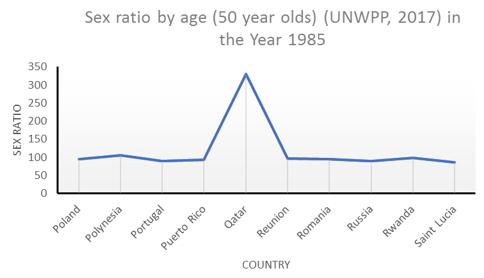 Sex ratio by age (50 year olds) (UNWPP, 2017) in
the Year 1985
350
300
250
200
150
100
50
0
SEX RATIO
Poland
Polynesia
Portugal
Puerto Rico
Qatar
Reunion
Romania
Russia
Rwanda
Saint Lucia
COUNTRY